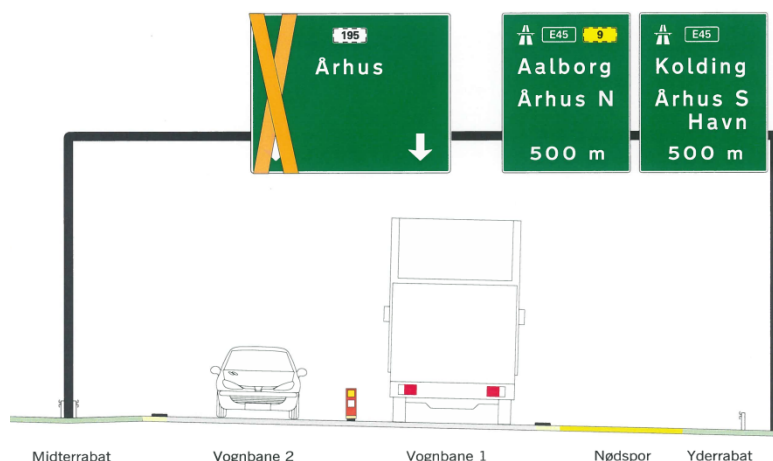 195
Århus
E45 9
Aalborg
Århus N
500 m
E45
Kolding
Århus S
Havn
500 m
Midterrabat Vognbane 2 Vognbane 1 Nødspor Yderrabat